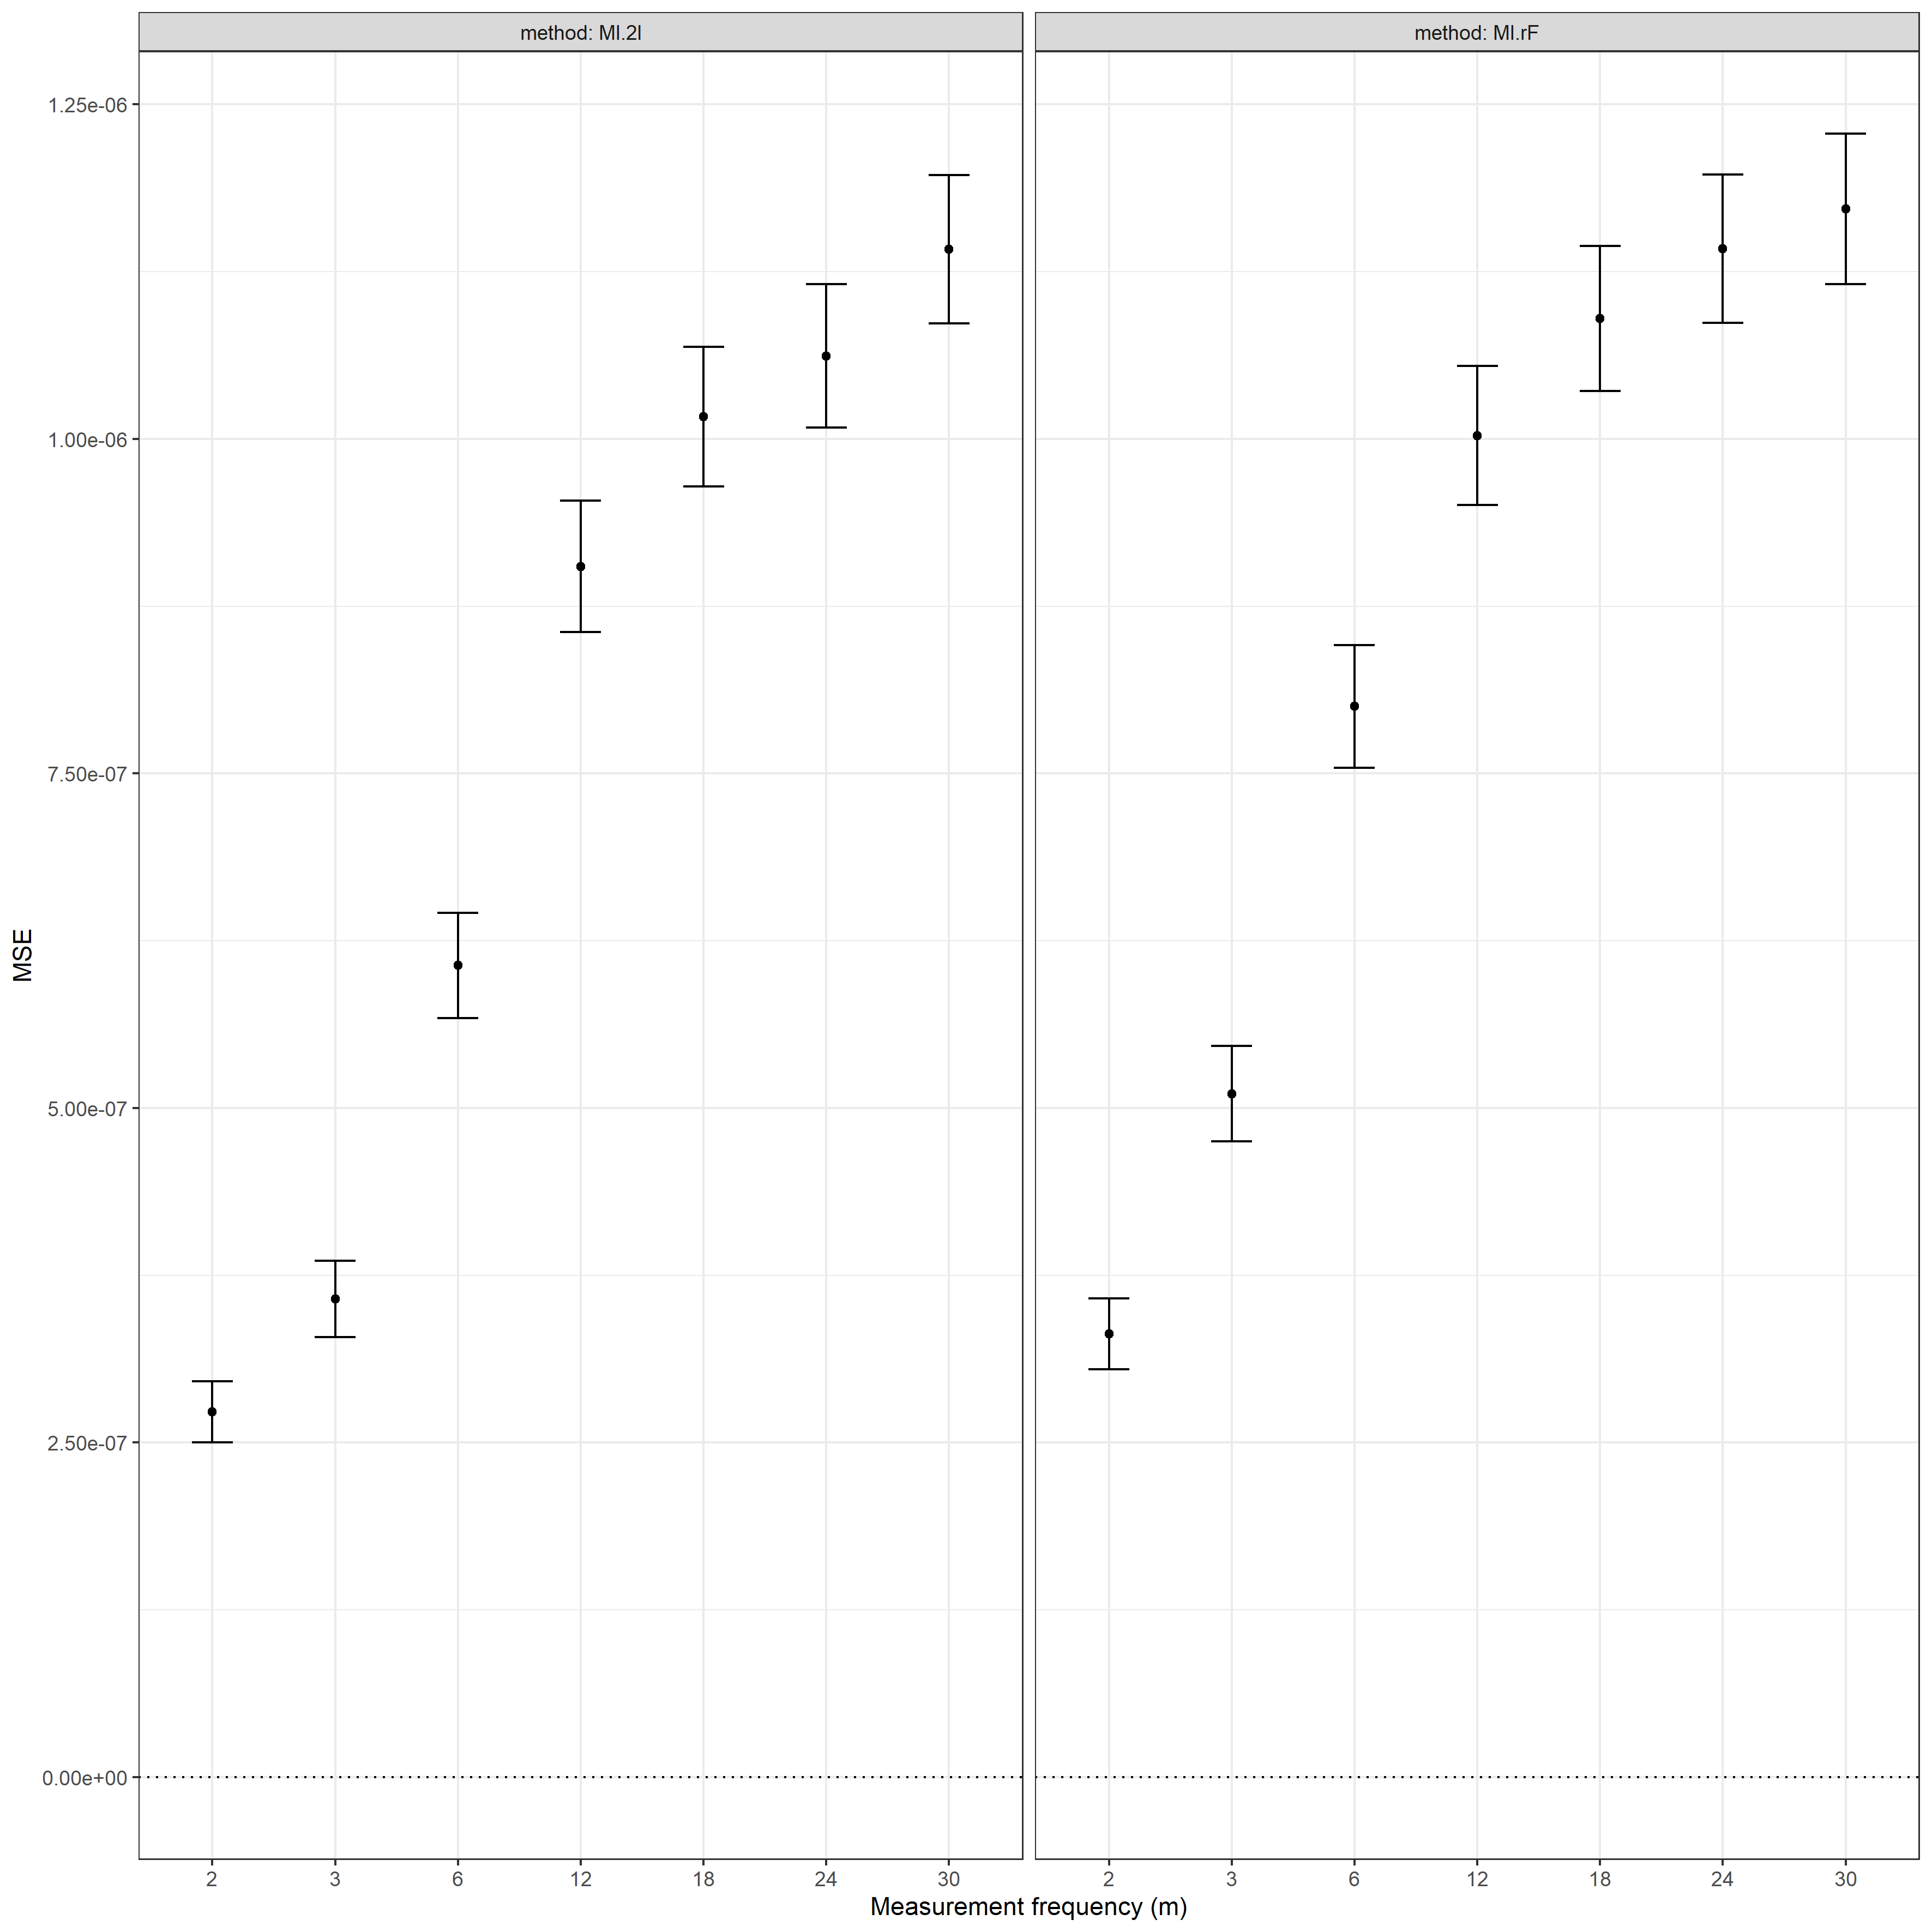 method: MI.2l
method: MI.rF
MSE
1.25e-06
1.00e-06
7.50e-07
5.00e-07
2.50e-07
0.00e+00
2 3 6 12 18 24 30
2 3 6 12 18 24 30
Measurement frequency (m)